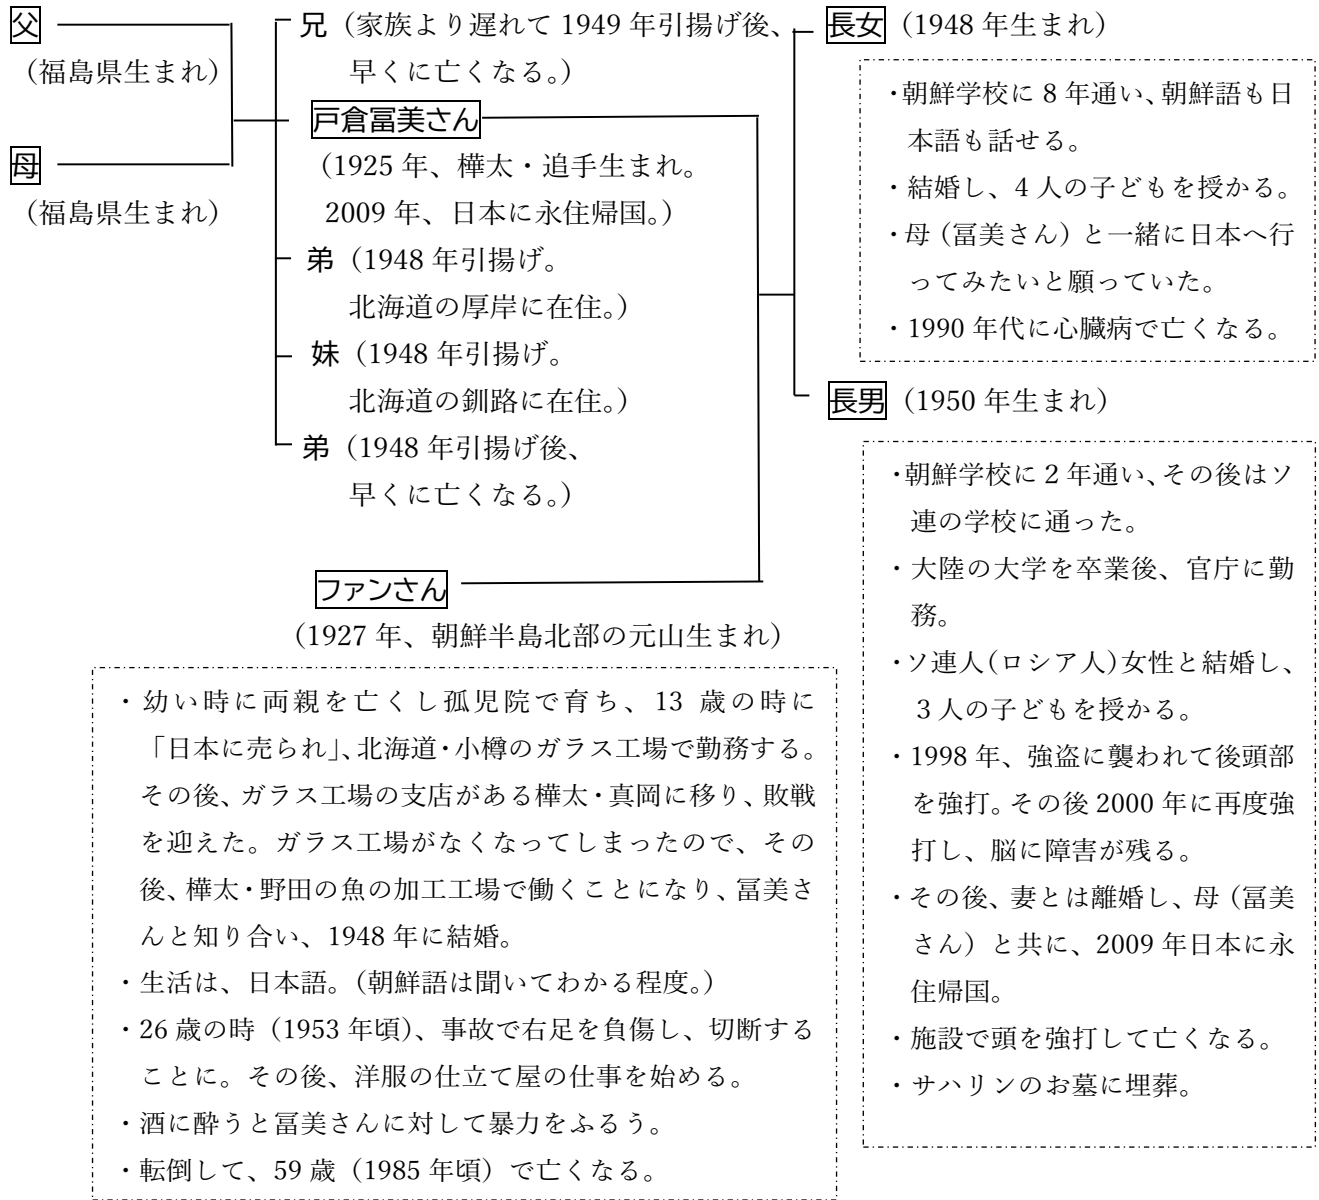 父
（福島県生まれ）
母
（福島県生まれ）
兄（家族より遅れて 1949 年引揚げ後、
早くに亡くなる。）
戸倉冨美さん
（1925 年、樺太・追手生まれ。
2009 年、日本に永住帰国。）
弟（1948 年引揚げ。
北海道の厚岸に在住。）
妹（1948 年引揚げ。
北海道の釧路に在住。）
弟（1948 年引揚げ後、
早くに亡くなる。）
ファンさん
（1927 年、朝鮮半島北部の元山生まれ）
・幼い時に両親を亡くし孤児院で育ち、13 歳の時に
「日本に売られ」、北海道・小樽のガラス工場で勤務する。
その後、ガラス工場の支店がある樺太・真岡に移り、敗戦
を迎えた。ガラス工場がなくなってしまったので、その
後、樺太・野田の魚の加工工場で働くことになり、冨美さ
んと知り合い、1948 年に結婚。
・生活は、日本語。（朝鮮語は聞いてわかる程度。）
・26 歳の時（1953 年頃）、事故で右足を負傷し、切断する
ことに。その後、洋服の仕立て屋の仕事を始める。
・酒に酔うと冨美さんに対して暴力をふるう。
・転倒して、59 歳（1985 年頃）で亡くなる。
長女（1948 年生まれ）
・朝鮮学校に 8 年通い、朝鮮語も日
本語も話せる。
・結婚し、4 人の子どもを授かる。
・母（冨美さん）と一緒に日本へ行
ってみたいと願っていた。
・1990 年代に心臓病で亡くなる。
長男（1950 年生まれ）
・朝鮮学校に 2 年通い、その後はソ
連の学校に通った。
・大陸の大学を卒業後、官庁に勤
務。
・ソ連人（ロシア人）女性と結婚し、
3 人の子どもを授かる。
・1998 年、強盗に襲われて後頭部
を強打。その後 2000 年に再度強
打し、脳に障害が残る。
・その後、妻とは離婚し、母（冨美
さん）と共に、2009 年日本に永
住帰国。
・施設で頭を強打して亡くなる。
・サハリンのお墓に埋葬。